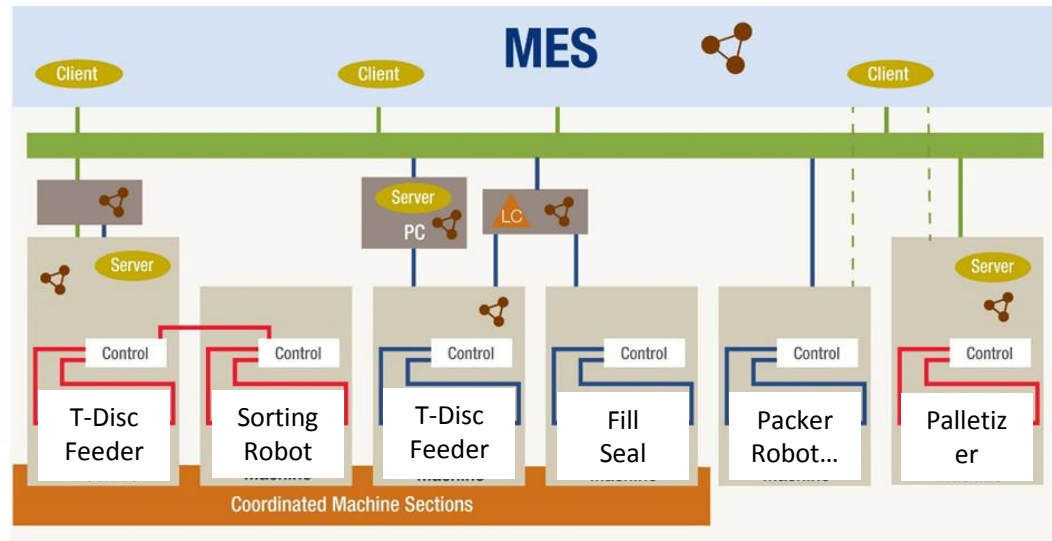 MES
Client
Client
Client
Server
LC
PC
Server
Server
Control
Control
Control
Control
Control
Control
T-Disc
Feeder
Sorting
Robot
T-Disc
Feeder
Fill
Seal
Packer
Robot…
Palletiz
er
Coordinated Machine Sections